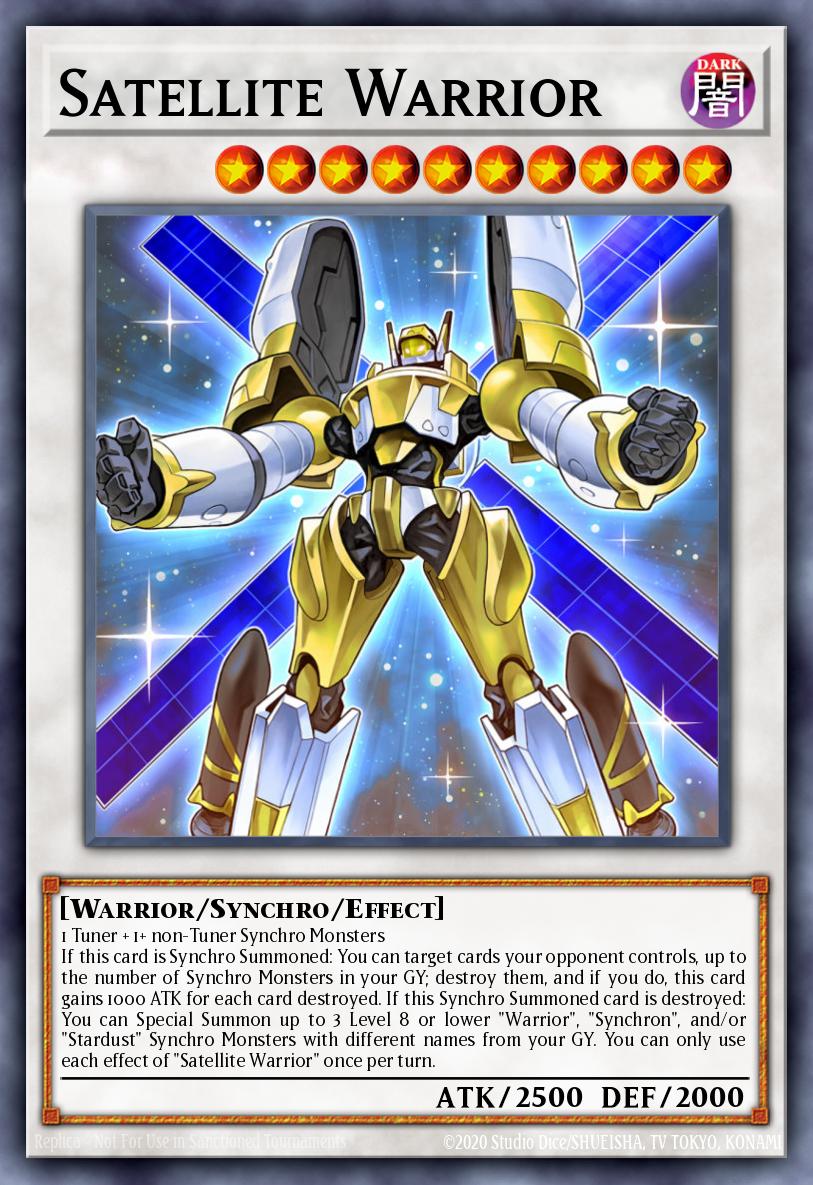 Satellite Warrior
DARK
闇
[Warrior/Synchro/Effect]
1 Tuner + 1+ non-Tuner Synchro Monsters
If this card is Synchro Summoned: You can target cards your opponent controls, up to
the number of Synchro Monsters in your GY; destroy them, and if you do, this card
gains 1000 ATK for each card destroyed. If this Synchro Summoned card is destroyed:
You can Special Summon up to 3 Level 8 or lower "Warrior", "Synchron", and/or
"Stardust" Synchro Monsters with different names from your GY. You can only use
each effect of "Satellite Warrior" once per turn.
ATK/2500 DEF/2000
Replica - Not For Use in Sanctioned Tournaments
©2020 Studio Dice/SHUEISHA, TV TOKYO, KONAMI